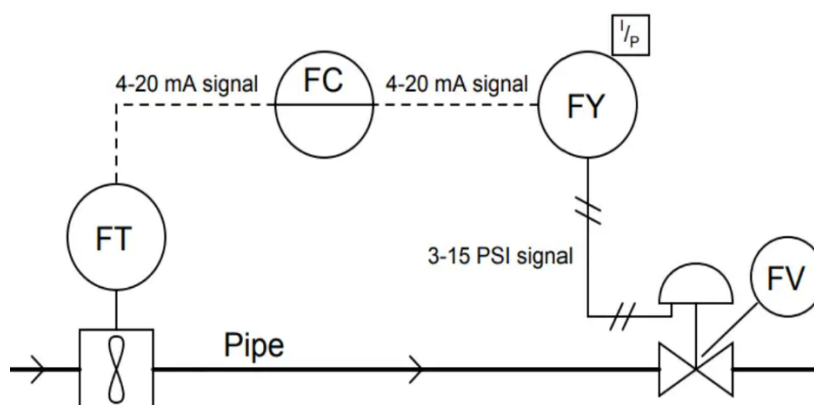 I/P
4-20 mA signal
FC
4-20 mA signal
FY
FT
3-15 PSI signal
FV
Pipe